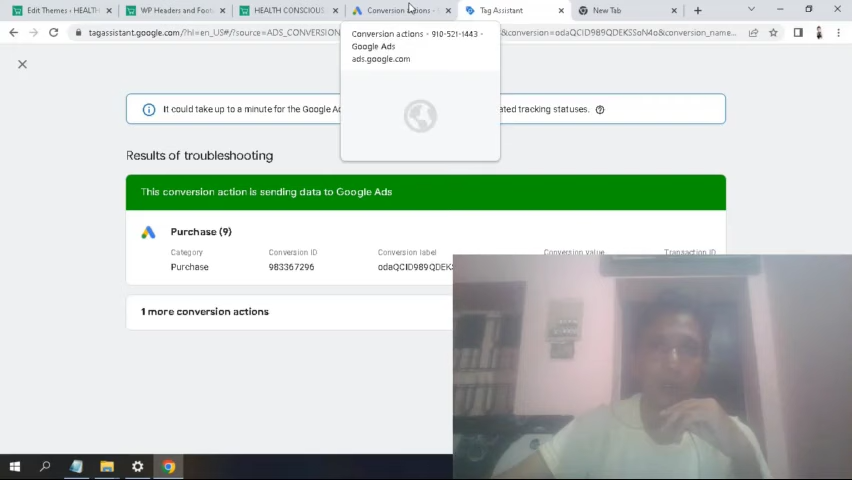 Edit Themes ‹ HEALTH
WP Headers and Foot
HEALTH CONSCIOUS
Conversion actions -
Tag Assistant
New Tab
tagassistant.google.com/?hl=en_US#/?source=ADS_CONVERSION
&conversion=odaQCID989QDEKSSoN4o&conversion_name...
Conversion actions - 910-521-1443 -
Google Ads
ads.google.com
It could take up to a minute for the Google Ad
ated tracking statuses.
Results of troubleshooting
This conversion action is sending data to Google Ads
Purchase (9)
Category
Conversion ID
Conversion label
Conversion value
Transaction ID
Purchase
983367296
odaQCID989QDEKS
1 more conversion actions